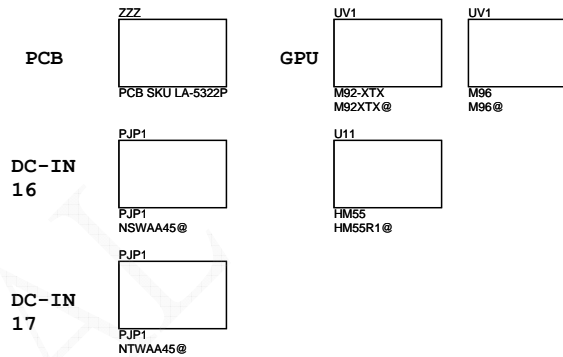 ZZZ
PCB
PCB SKU LA-5322P
GPU
UV1
M92-XTX
M92XTX@
UV1
M96
M96@
DC-IN
16
PJP1
PJP1
NSWAA45@
U11
HM55
HM55R1@
DC-IN
17
PJP1
PJP1
NTWAA45@